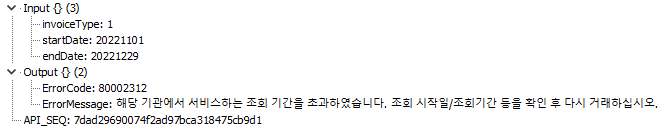 Input {} (3)
invoiceType: 1
startDate: 20221101
endDate: 20221229
Output {} (2)
ErrorCode: 80002312
ErrorMessage: 해당 기관에서 서비스하는 조회 기간을 초과하였습니다. 조회 시작일/조회기간 등을 확인 후 다시 거래하십시오.
API_SEQ: 7dad29690074f2ad97bca318475cb9d1